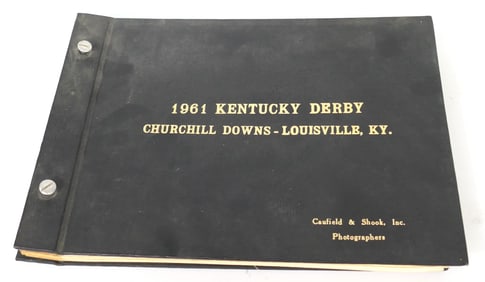 1961 KENTUCKY DERBY
CHURCHILL DOWNS - LOUISVILLE, KY.
Caufield & Shook, Inc.
Photographers